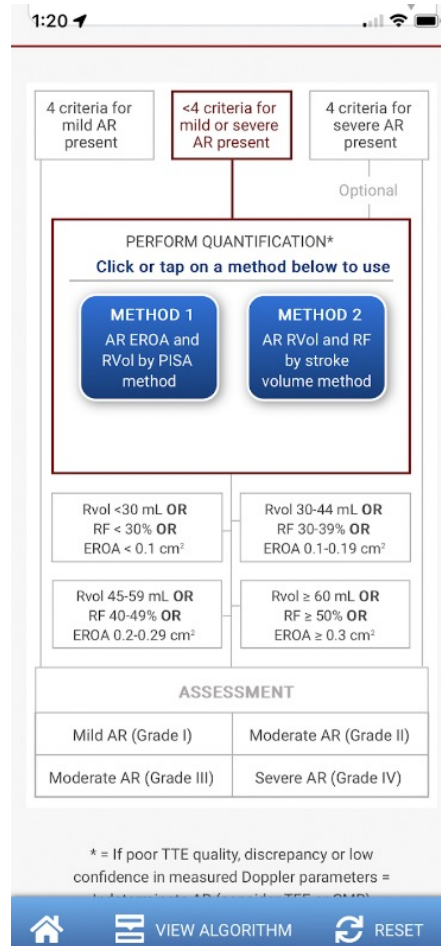 1:20
4 criteria for
mild AR
present
<4 criteria for
mild or severe
AR present
4 criteria for
severe AR
present
Optional
PERFORM QUANTIFICATION*
Click or tap on a method below to use
METHOD 1
AR EROA and
RVol by PISA
method
METHOD 2
AR RVol and RF
by stroke
volume method
Rvol <30 mL OR
RF < 30% OR
EROA < 0.1 cm²
Rvol 30-44 mL OR
RF 30-39% OR
EROA 0.1-0.19 cm²
Rvol 45-59 mL OR
RF 40-49% OR
EROA 0.2-0.29 cm²
Rvol ≥ 60 mL OR
RF ≥ 50% OR
EROA ≥ 0.3 cm²
ASSESSMENT
Mild AR (Grade I)
Moderate AR (Grade II)
Moderate AR (Grade III)
Severe AR (Grade IV)
* = If poor TTE quality, discrepancy or low
confidence in measured Doppler parameters =
VIEW ALGORITHM
RESET